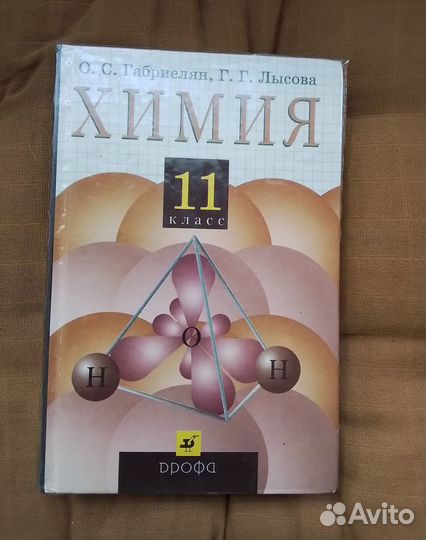 О. С. Габриелян, Г. Г. Лысова
ХИМИЯ
11
класс
О
Н Н
дрофа
Avito